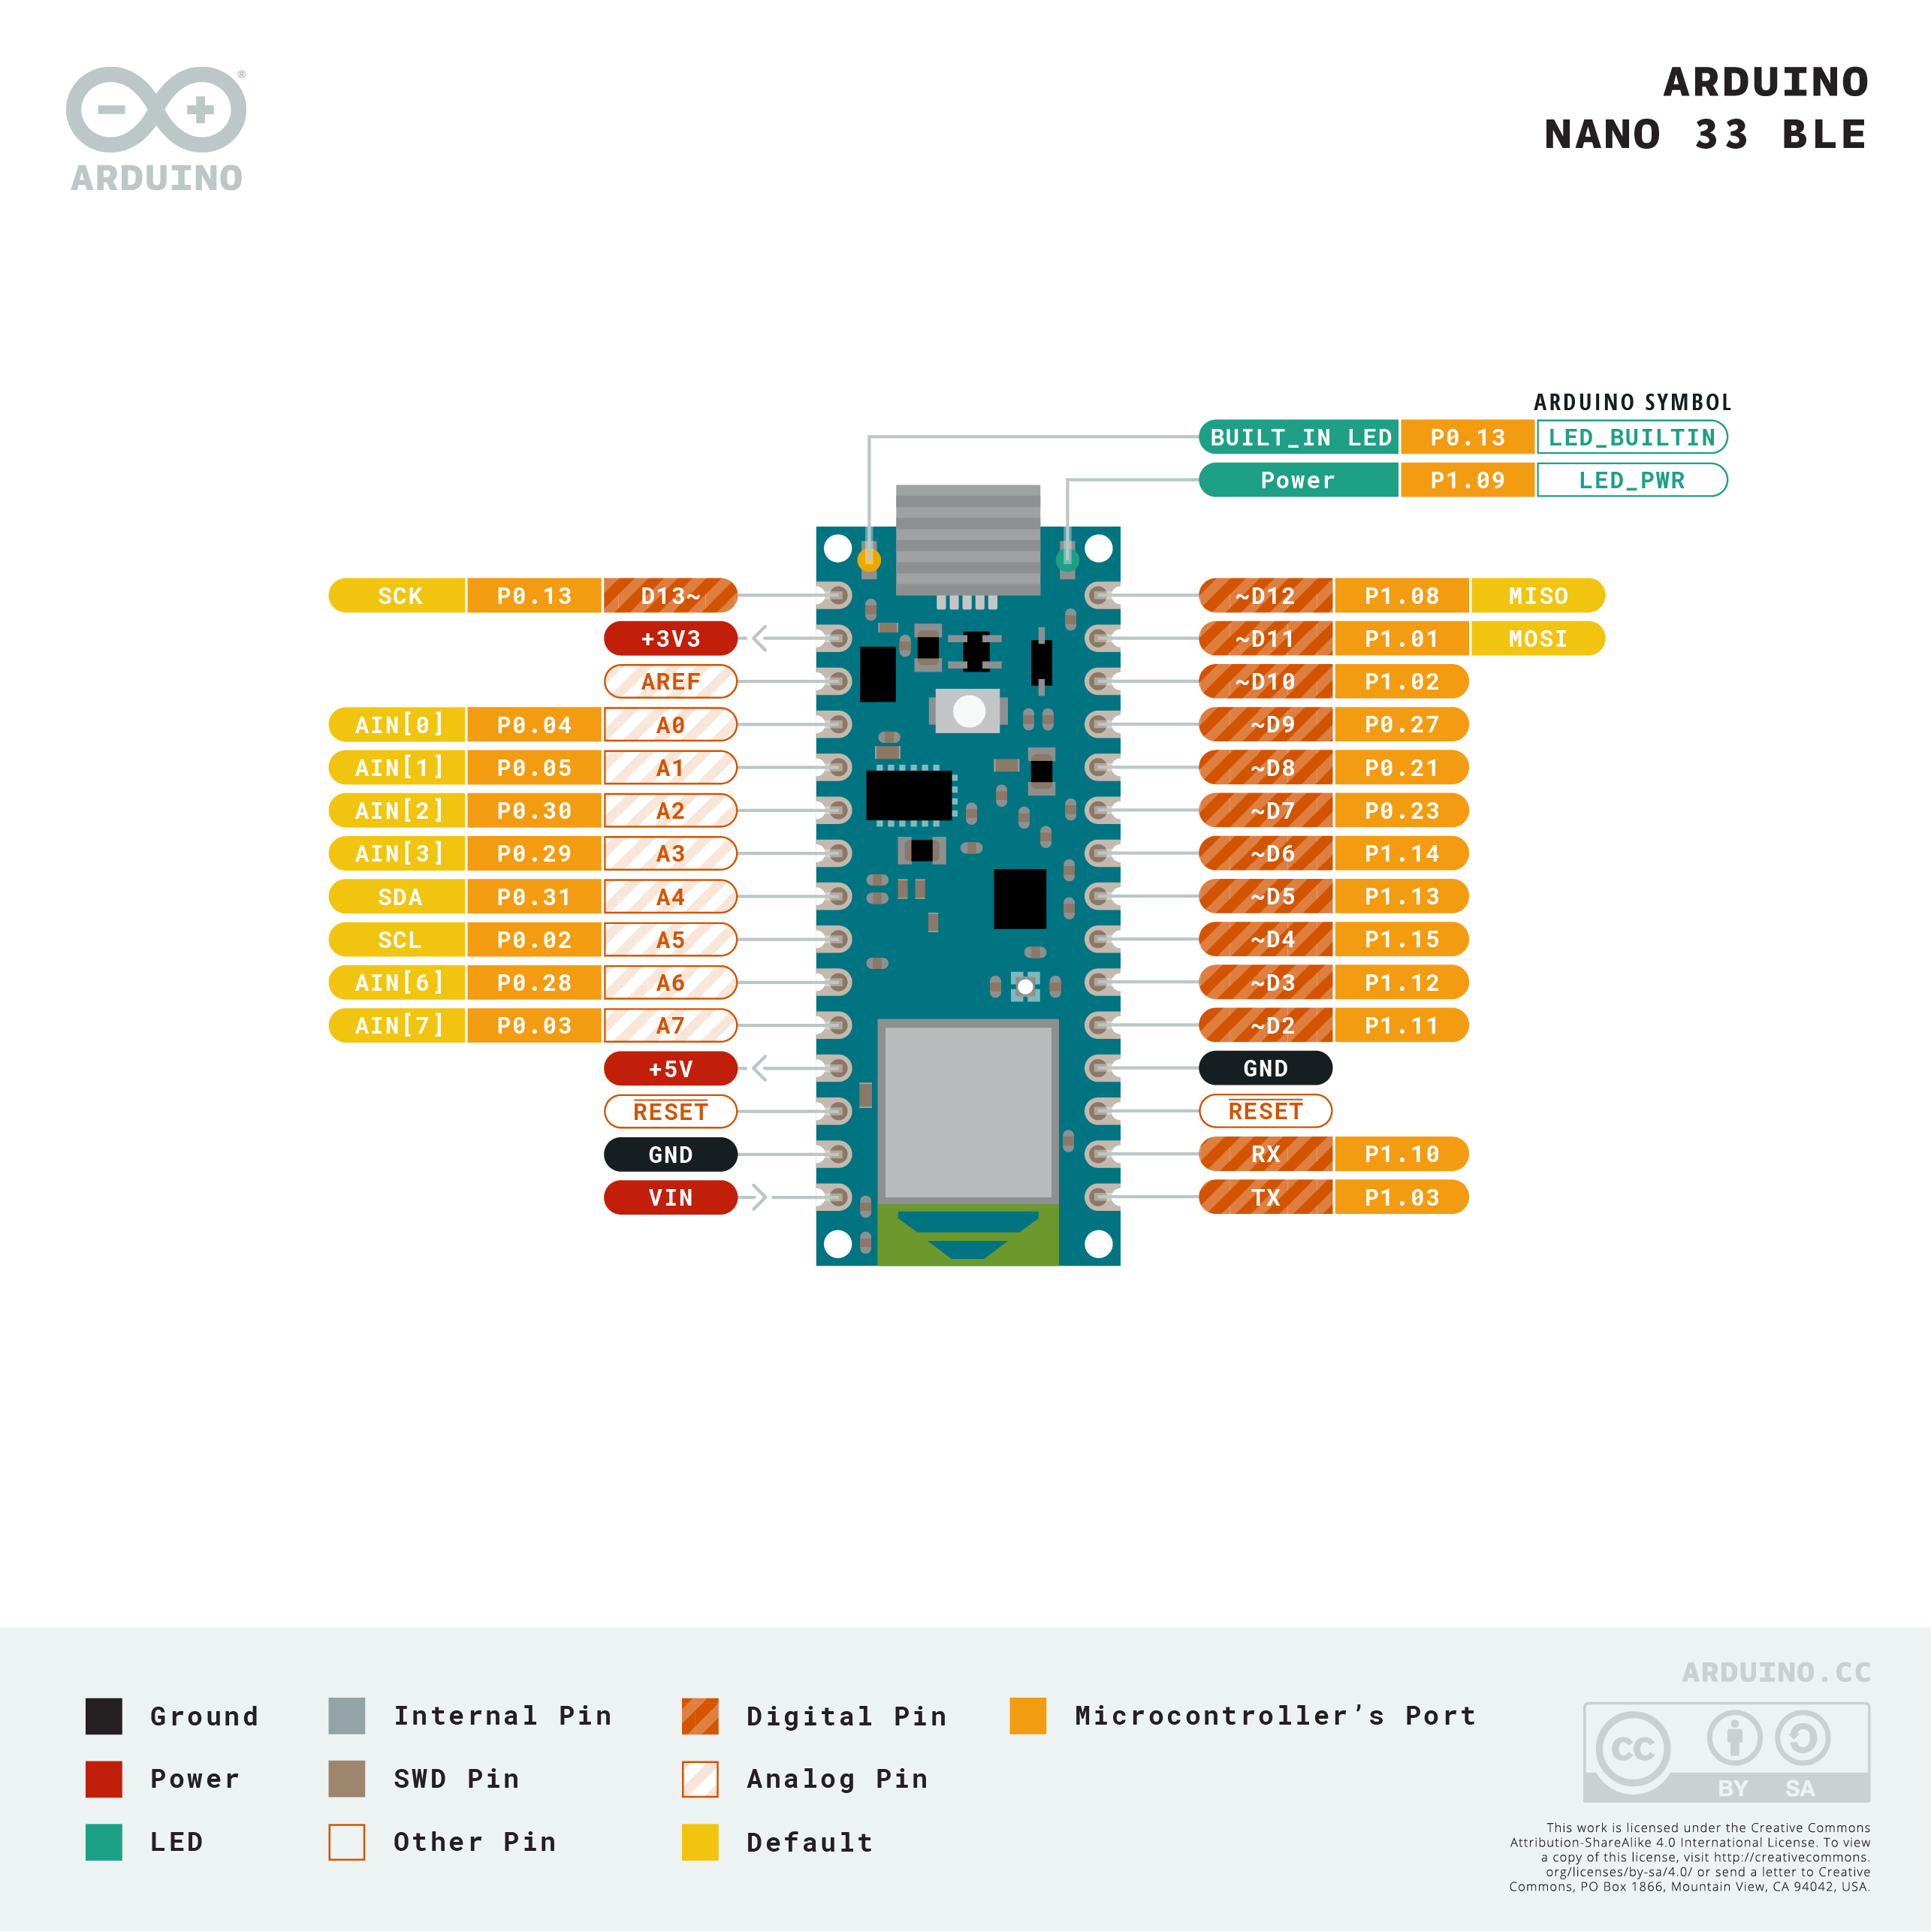 ARDUINO
NANO 33 BLE
®
ARDUINO
ARDUINO SYMBOL
BUILT_IN LED P0.13 LED_BUILTIN
Power P1.09 LED_PWR
SCK P0.13 D13~
+3V3
AREF
AIN[0] P0.04 A0
AIN[1] P0.05 A1
AIN[2] P0.30 A2
AIN[3] P0.29 A3
SDA P0.31 A4
SCL P0.02 A5
AIN[6] P0.28 A6
AIN[7] P0.03 A7
+5V
RESET
GND
VIN
~D12 P1.08 MISO
~D11 P1.01 MOSI
~D10 P1.02
~D9 P0.27
~D8 P0.21
~D7 P0.23
~D6 P1.14
~D5 P1.13
~D4 P1.15
~D3 P1.12
~D2 P1.11
GND
RESET
RX P1.10
TX P1.03
Ground
Power
LED
Internal Pin
SWD Pin
Other Pin
Digital Pin
Analog Pin
Default
Microcontroller's Port
ARDUINO.CC
CC
BY SA
This work is licensed under the Creative Commons
Attribution-ShareAlike 4.0 International License. To view
a copy of this license, visit http://creativecommons.
org/licenses/by-sa/4.0/ or send a letter to Creative
Commons, PO Box 1866, Mountain View, CA 94042, USA.